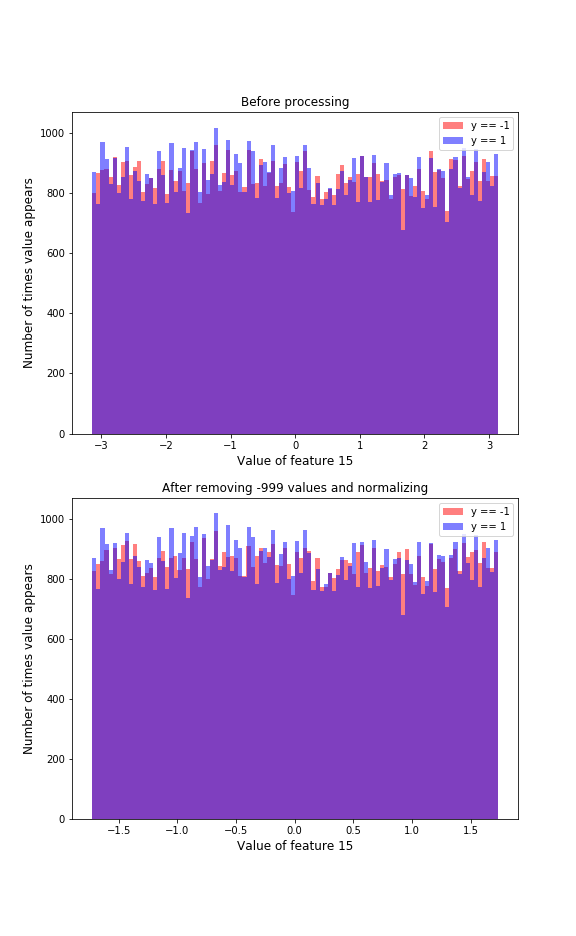 Before processing
y == -1
y == 1
Number of times value appears
1000
800
600
400
200
0
−3 −2 −1 0 1 2 3
Value of feature 15
After removing -999 values and normalizing
y == -1
y == 1
Number of times value appears
1000
800
600
400
200
0
−1.5 −1.0 −0.5 0.0 0.5 1.0 1.5
Value of feature 15